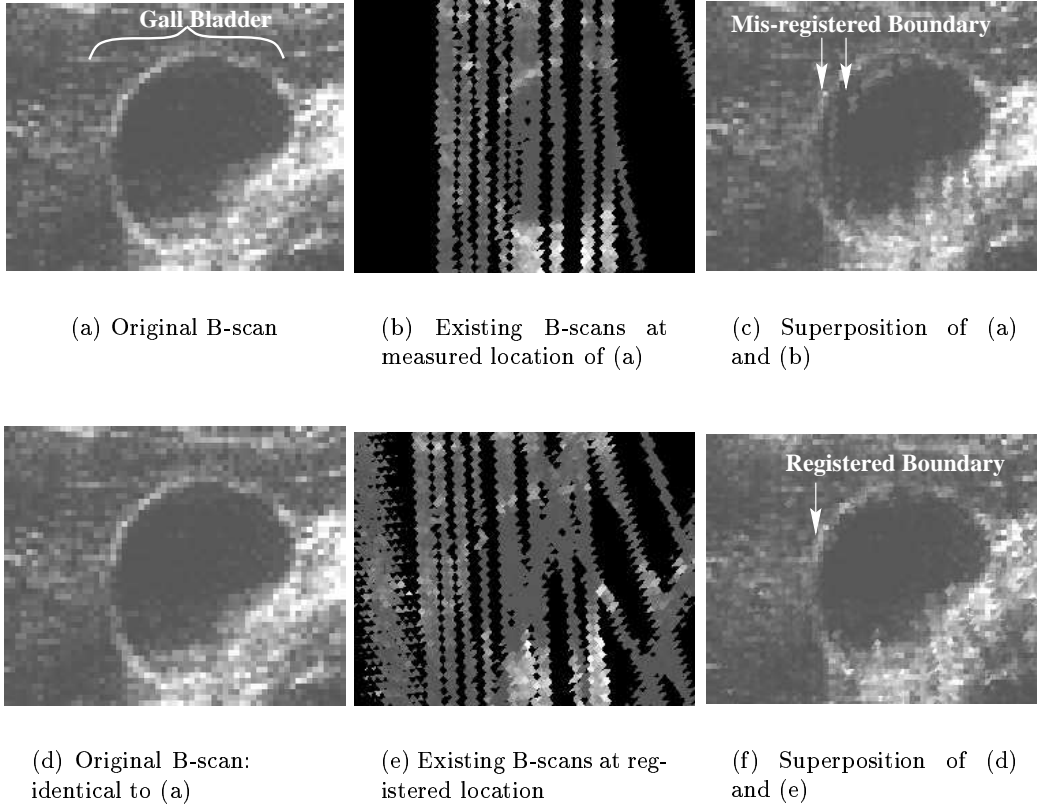 Gall Bladder
Mis-registered Boundary
(a) Original B-scan
(b) Existing B-scans at
measured location of (a)
(c) Superposition of (a)
and (b)
Registered Boundary
(d) Original B-scan:
identical to (a)
(e) Existing B-scans at reg-
istered location
(f) Superposition of (d)
and (e)